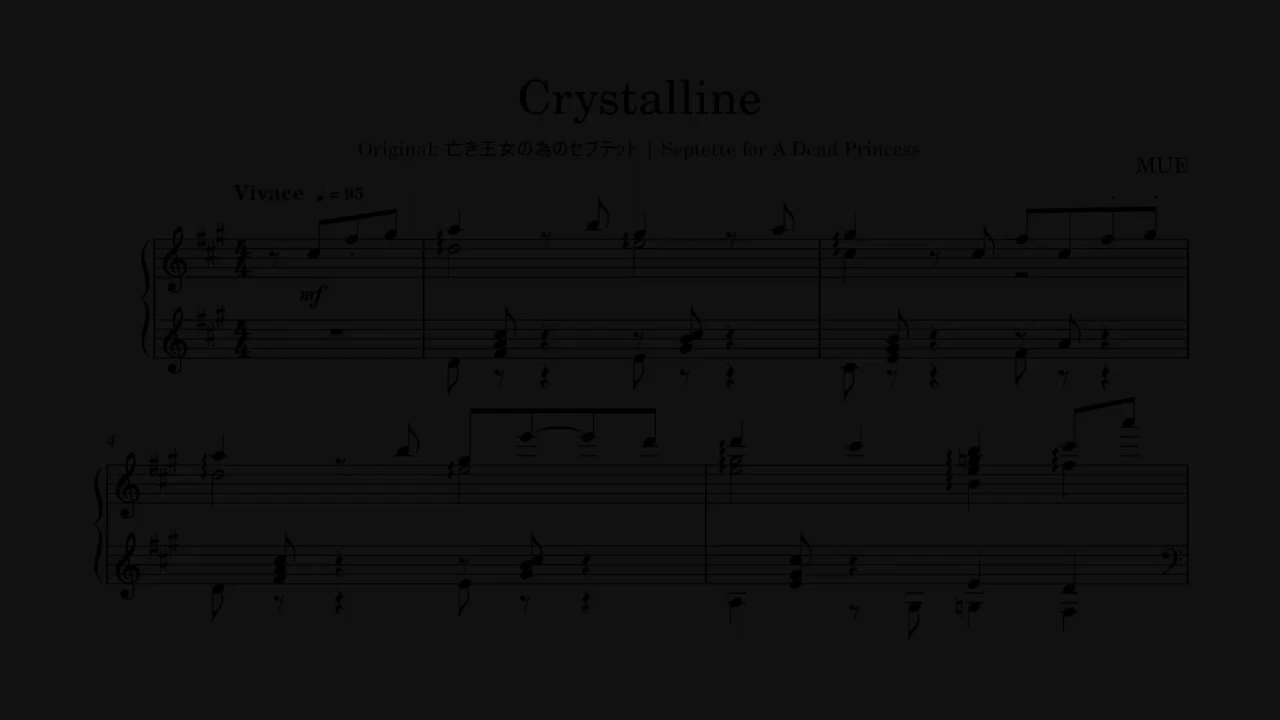 Crystalline
Original: 亡き王女の為のセプテット | Septette for A Dead Princess
MUE
Vivace ♩ = 95
mf
4